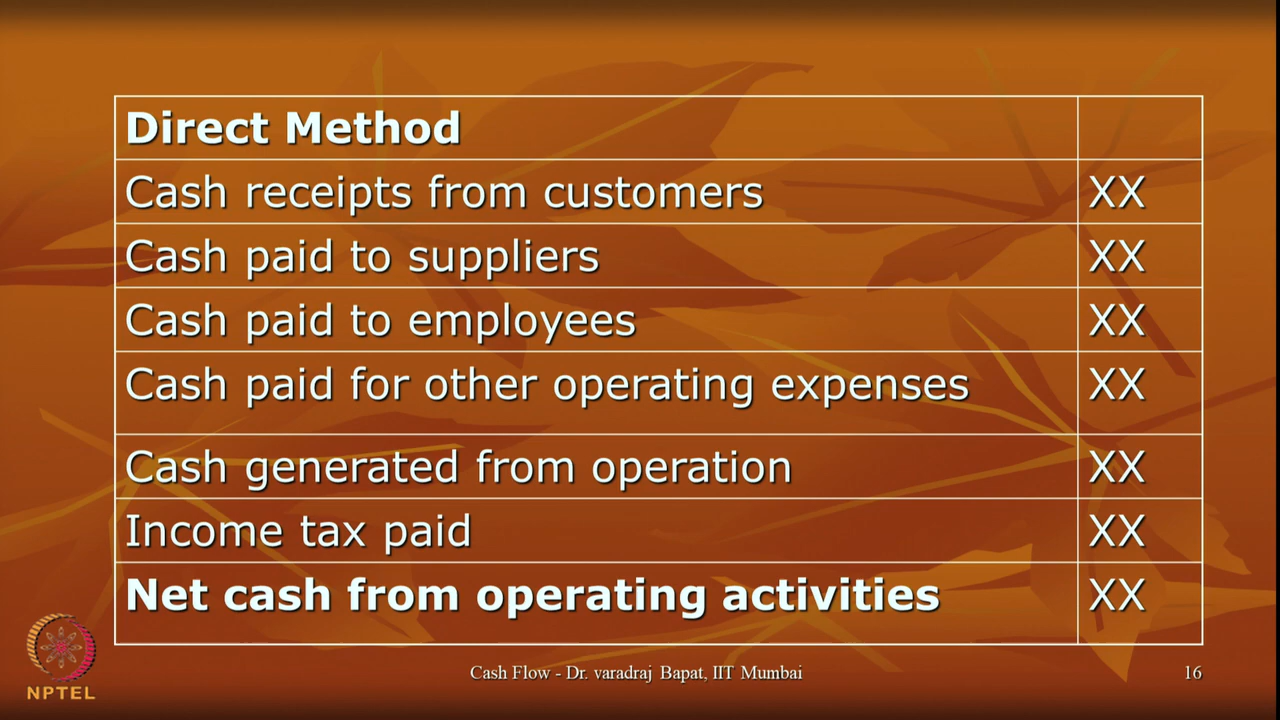 Direct Method
Cash receipts from customers XX
Cash paid to suppliers XX
Cash paid to employees XX
Cash paid for other operating expenses XX
Cash generated from operation XX
Income tax paid XX
Net cash from operating activities XX
NPTEL
Cash Flow - Dr. varadraj Bapat, IIT Mumbai
16